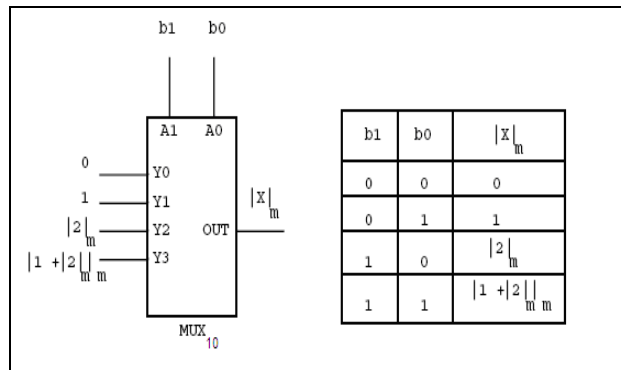 b1 b0
A1 A0
0 Y0
1 Y1
|2|m Y2
|1 +|2|m|m Y3
OUT |X|m
MUX10
b1 b0 |X|m
0 0 0
0 1 1
1 0 |2|m
1 1 |1 +|2|m|m